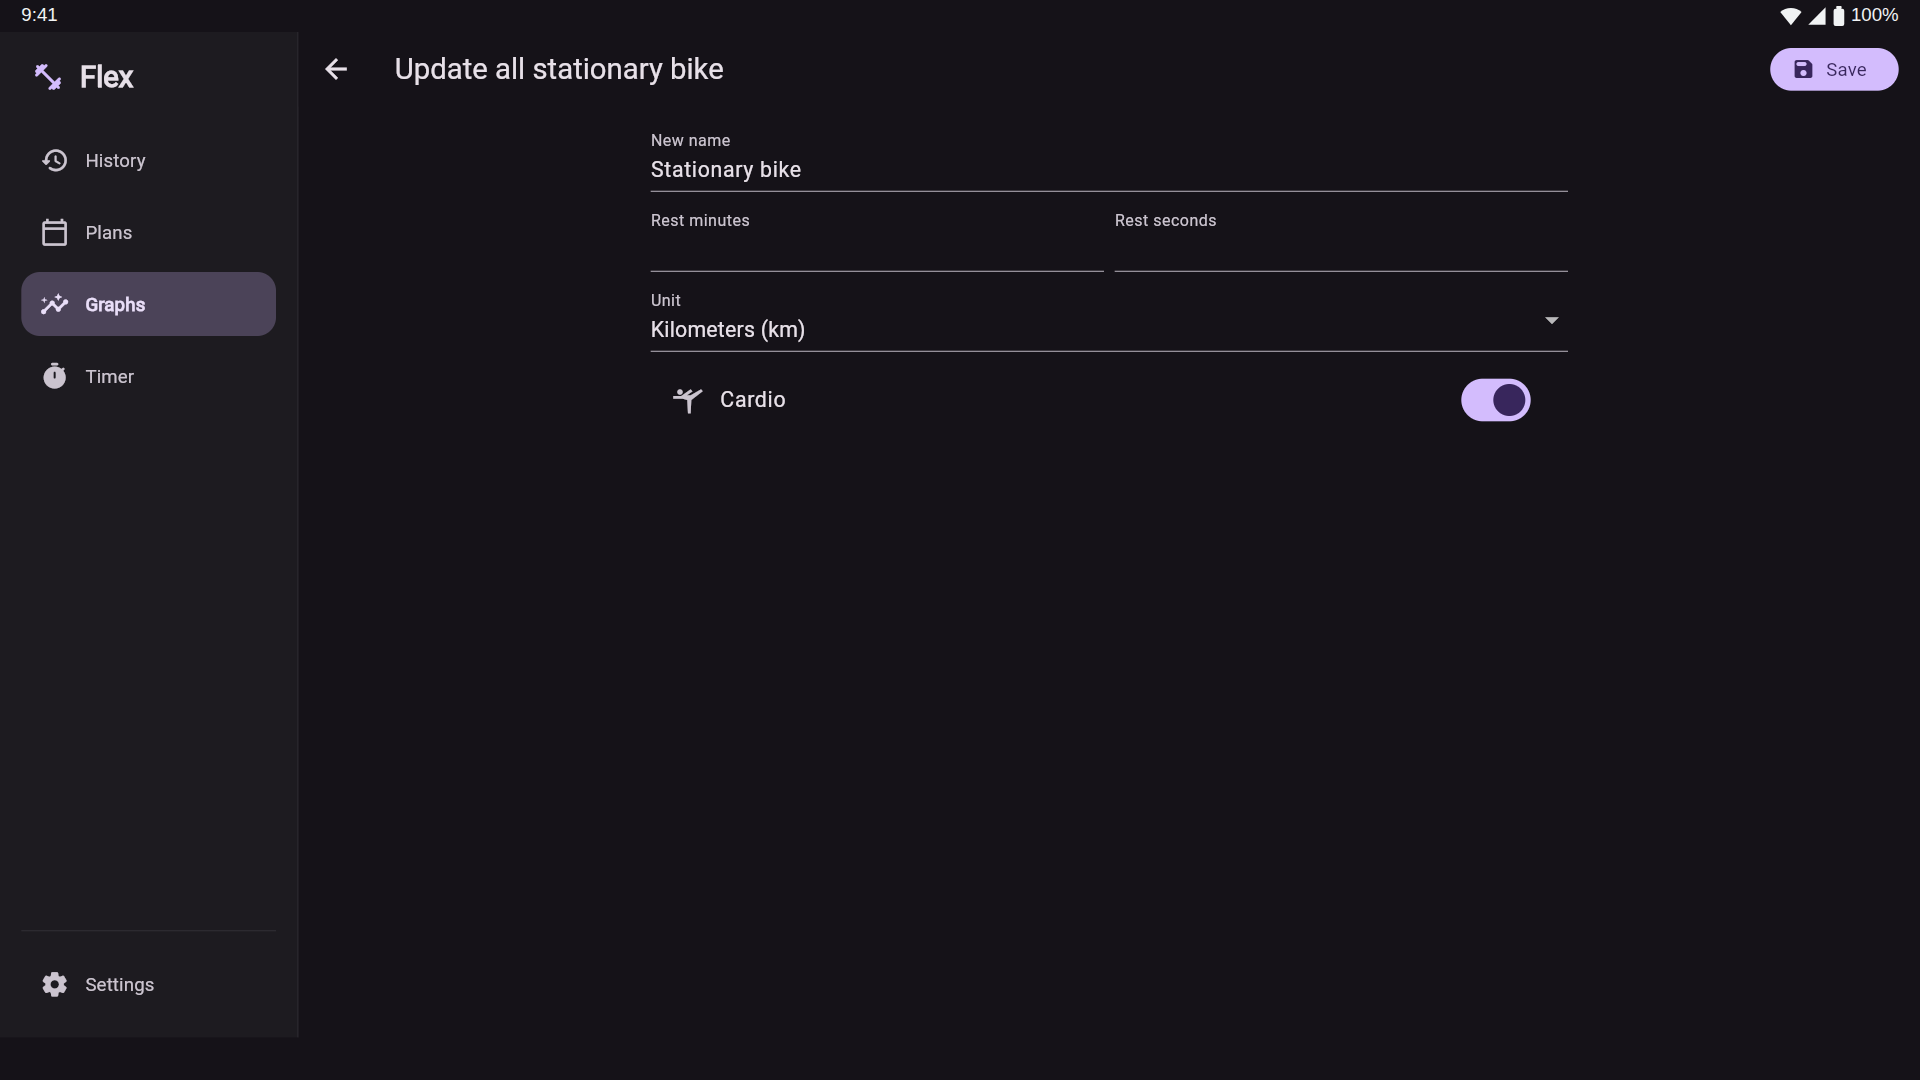 9:41
100%
Flex
Update all stationary bike
Save
History
Plans
Graphs
Timer
Settings
New name
Stationary bike
Rest minutes
Rest seconds
Unit
Kilometers (km)
Cardio